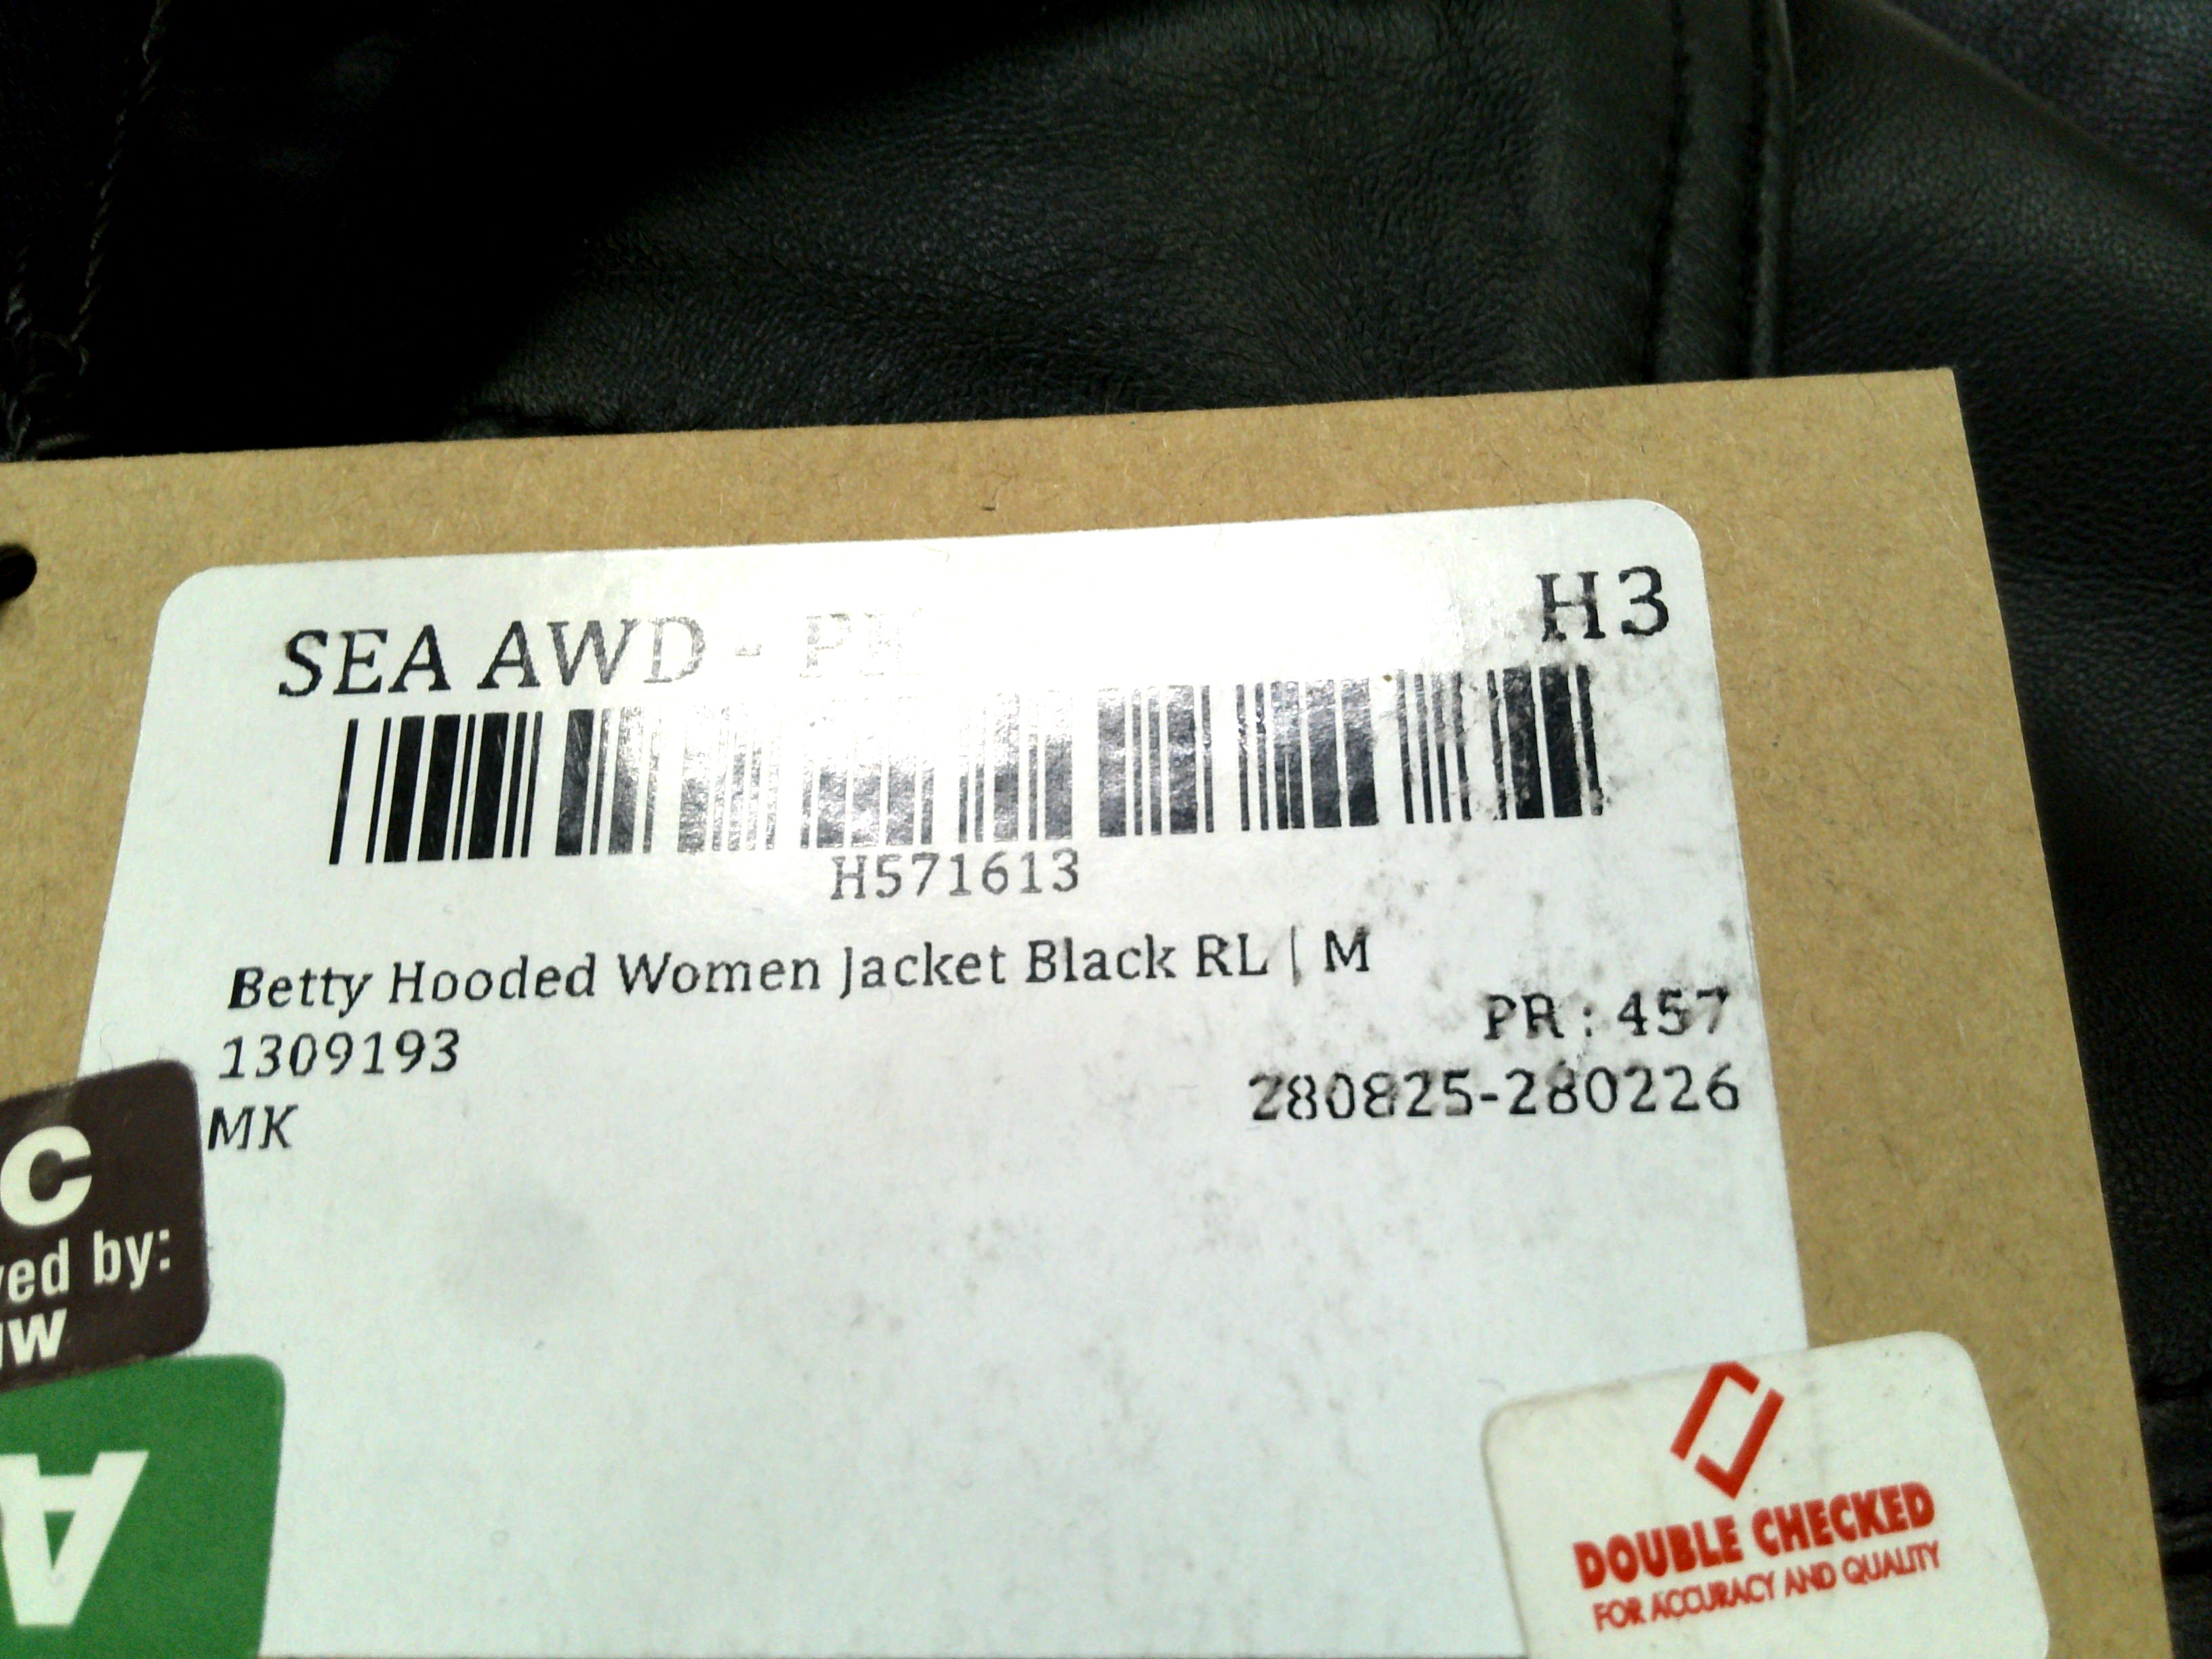 SEA AWD - H3
H571613
Betty Hooded Women Jacket Black RL | M
PR : 457
1309193
280825-280226
MK
C
by:
A
DOUBLE CHECKED
FOR ACCURACY AND QUALITY